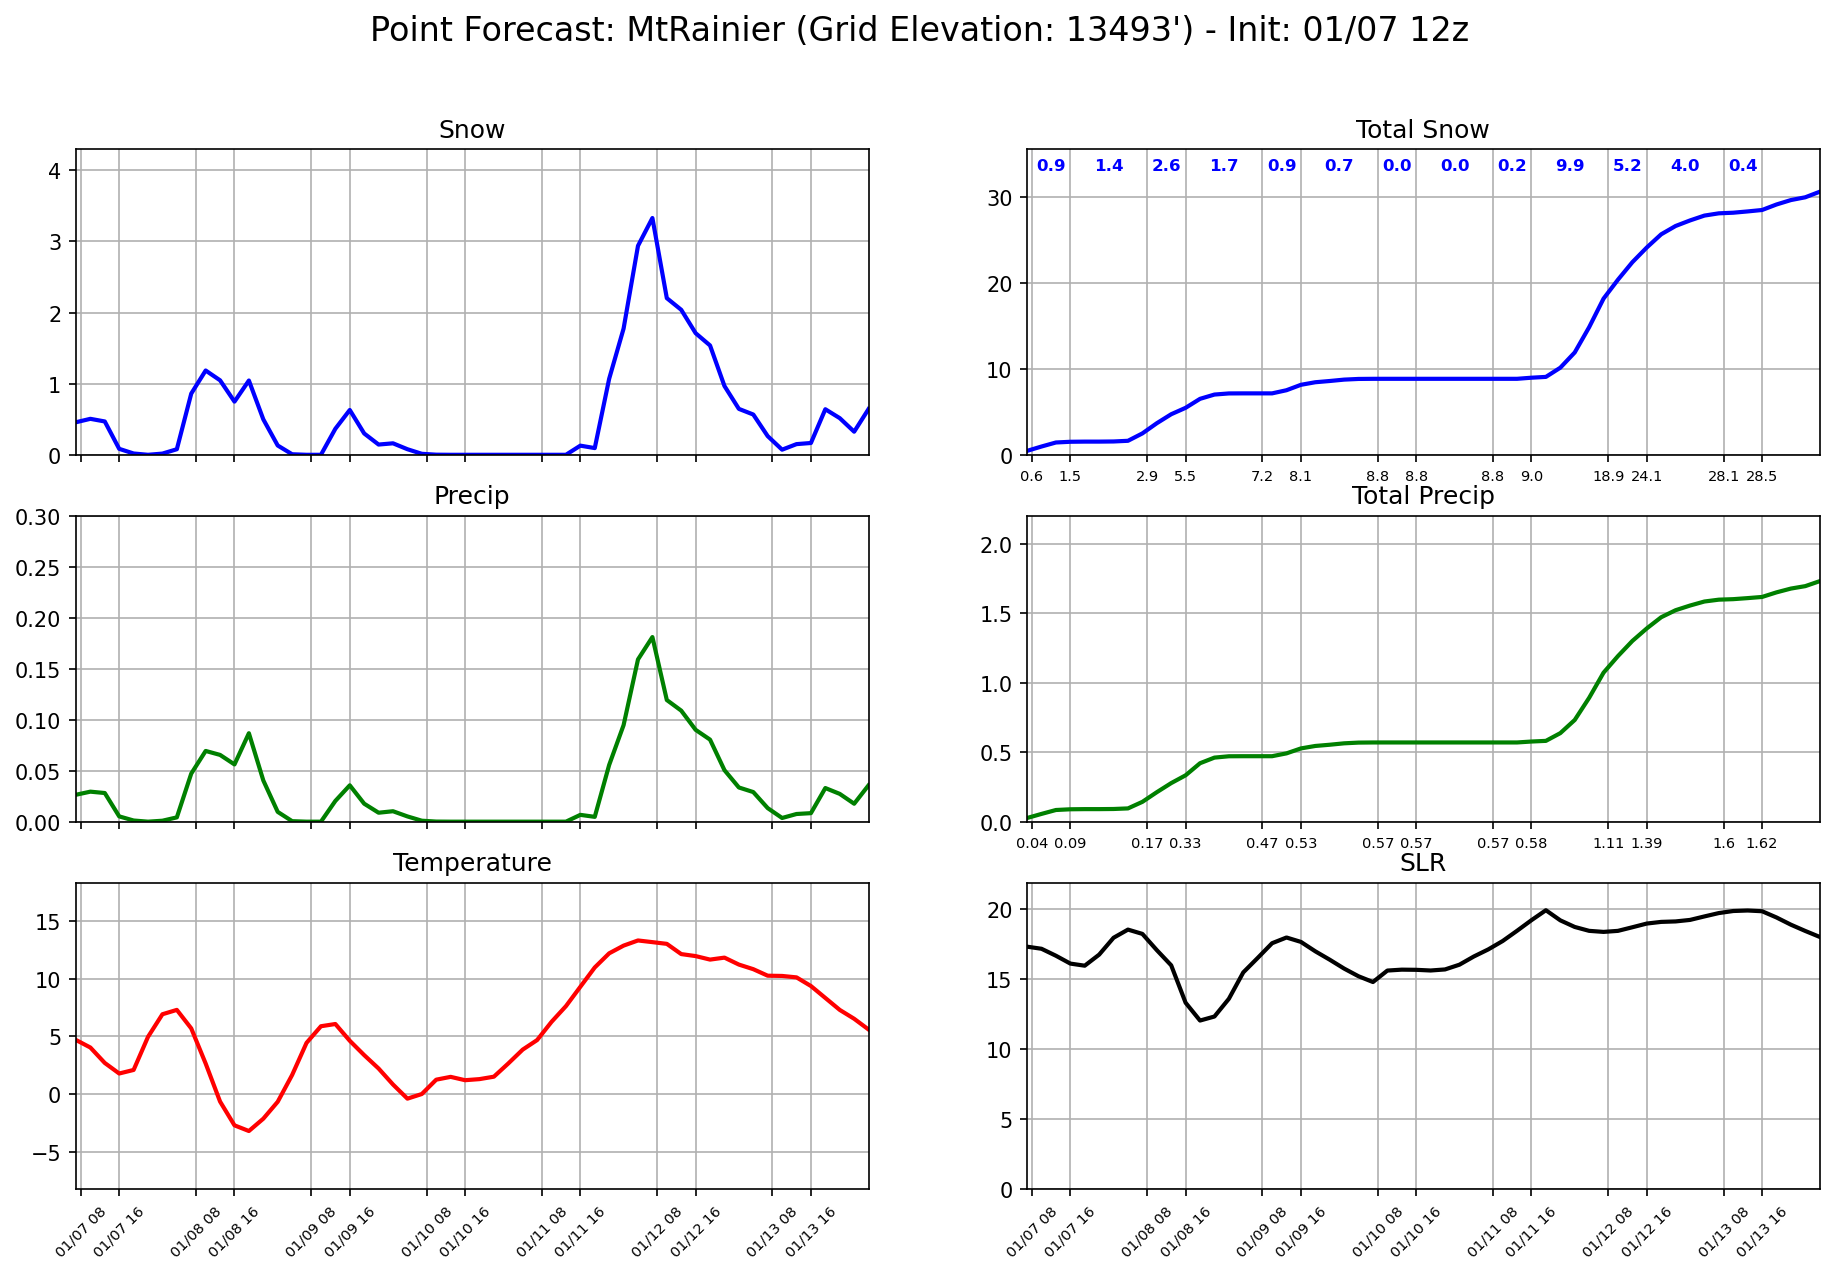 Point Forecast: MtRainier (Grid Elevation: 13493') - Init: 01/07 12z
Snow
4
3
2
1
0
Total Snow
0.9 1.4 2.6 1.7 0.9 0.7 0.0 0.0 0.2 9.9 5.2 4.0 0.4
30
20
10
0
0.6 1.5 2.9 5.5 7.2 8.1 8.8 8.8 8.8 9.0 18.9 24.1 28.1 28.5
Precip
0.30
0.25
0.20
0.15
0.10
0.05
0.00
Total Precip
2.0
1.5
1.0
0.5
0.0
0.04 0.09 0.17 0.33 0.47 0.53 0.57 0.57 0.57 0.58 1.11 1.39 1.6 1.62
Temperature
15
10
5
0
−5
01/07 08 01/07 16 01/08 08 01/08 16 01/09 08 01/09 16 01/10 08 01/10 16 01/11 08 01/11 16 01/12 08 01/12 16 01/13 08 01/13 16
SLR
20
15
10
5
0
01/07 08 01/07 16 01/08 08 01/08 16 01/09 08 01/09 16 01/10 08 01/10 16 01/11 08 01/11 16 01/12 08 01/12 16 01/13 08 01/13 16